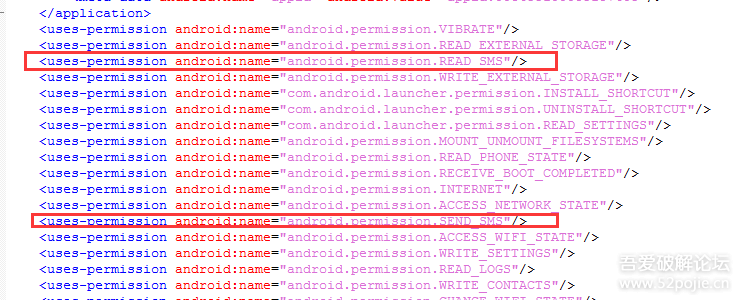 </application>
<uses-permission android:name="android.permission.VIBRATE"/>
<uses-permission android:name="android.permission.READ_EXTERNAL_STORAGE"/>
<uses-permission android:name="android.permission.READ_SMS"/>
<uses-permission android:name="android.permission.WRITE_EXTERNAL_STORAGE"/>
<uses-permission android:name="com.android.launcher.permission.INSTALL_SHORTCUT"/>
<uses-permission android:name="com.android.launcher.permission.UNINSTALL_SHORTCUT"/>
<uses-permission android:name="com.android.launcher.permission.READ_SETTINGS"/>
<uses-permission android:name="android.permission.MOUNT_UNMOUNT_FILESYSTEMS"/>
<uses-permission android:name="android.permission.READ_PHONE_STATE"/>
<uses-permission android:name="android.permission.RECEIVE_BOOT_COMPLETED"/>
<uses-permission android:name="android.permission.INTERNET"/>
<uses-permission android:name="android.permission.ACCESS_NETWORK_STATE"/>
<uses-permission android:name="android.permission.SEND_SMS"/>
<uses-permission android:name="android.permission.ACCESS_WIFI_STATE"/>
<uses-permission android:name="android.permission.WRITE_SETTINGS"/>
<uses-permission android:name="android.permission.READ_LOGS"/>
<uses-permission android:name="android.permission.WRITE_CONTACTS"/>
<uses-permission android:name="android.permission.CHANGE_WIFI_STATE"/>
吾爱破解论坛
www.52pojie.cn